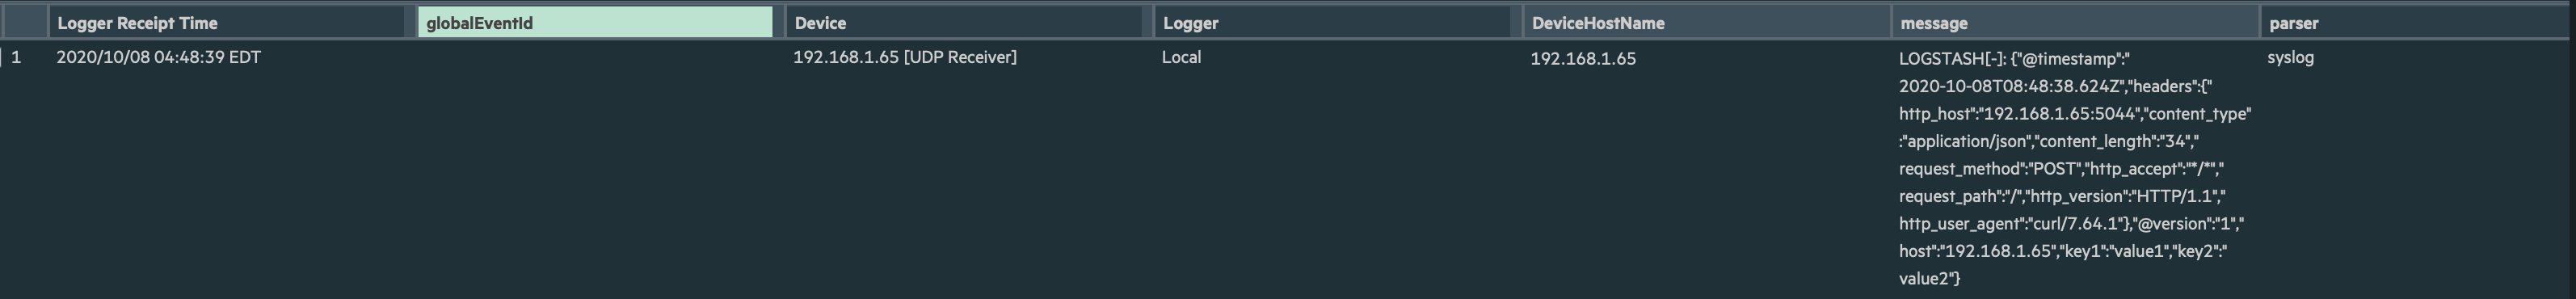 Logger Receipt Time globalEventId Device Logger DeviceHostName message parser
1 2020/10/08 04:48:39 EDT 192.168.1.65 [UDP Receiver] Local 192.168.1.65 LOGSTASH[-]: {"@timestamp":" syslog
2020-10-08T08:48:38.624Z","headers":{"
http_host":"192.168.1.65:5044","content_type"
:"application/json","content_length":"34","
request_method":"POST","http_accept":"*/*","
request_path":"/","http_version":"HTTP/1.1","
http_user_agent":"curl/7.64.1"},"@version":"1","
host":"192.168.1.65","key1":"value1","key2":"
value2"}